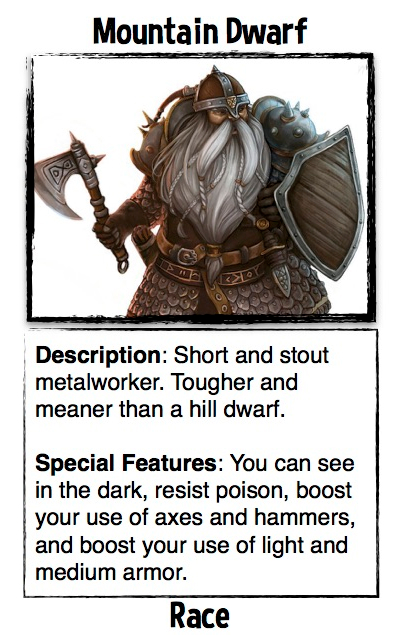 Mountain Dwarf
Description: Short and stout
metalworker. Tougher and
meaner than a hill dwarf.
Special Features: You can see
in the dark, resist poison, boost
your use of axes and hammers,
and boost your use of light and
medium armor.
Race